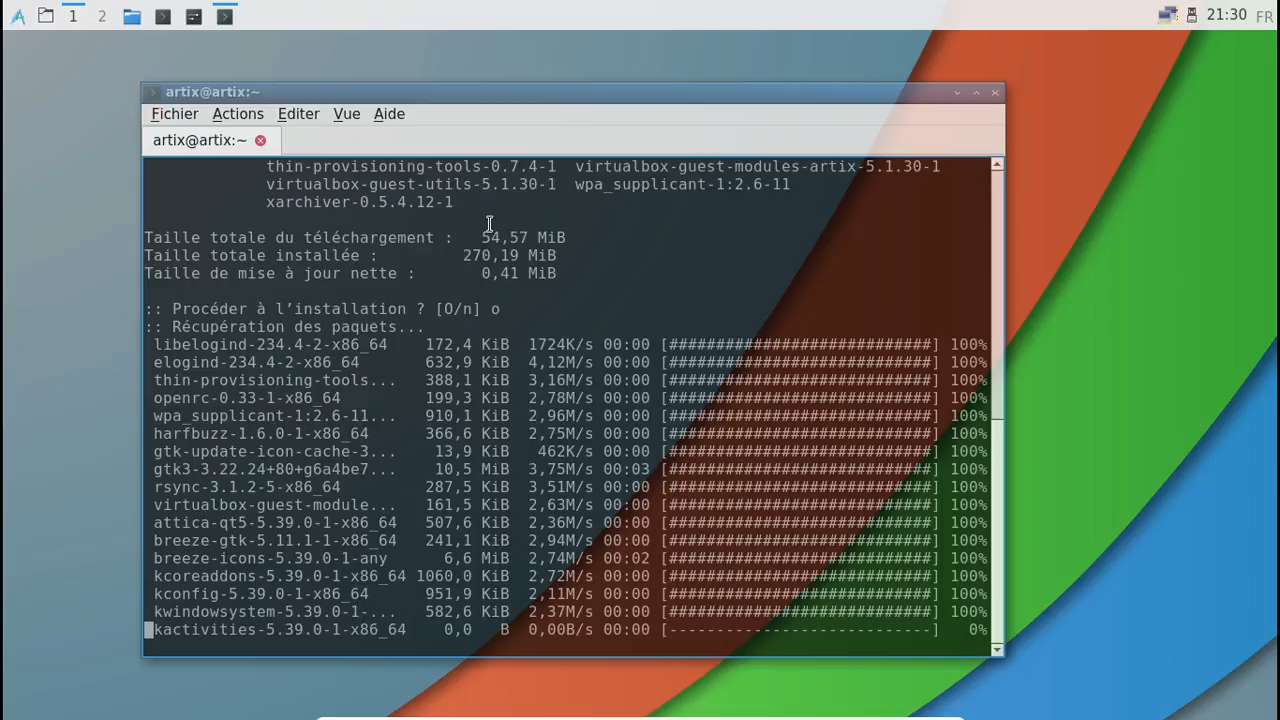 1 2 21:30 FR
artix@artix:~
Fichier Actions Editer Vue Aide
artix@artix:~
thin-provisioning-tools-0.7.4-1 virtualbox-guest-modules-artix-5.1.30-1
virtualbox-guest-utils-5.1.30-1 wpa_supplicant-1:2.6-11
xarchiver-0.5.4.12-1
Taille totale du téléchargement : 54,57 MiB
Taille totale installée : 270,19 MiB
Taille de mise à jour nette : 0,41 MiB
:: Procéder à l’installation ? [O/n] o
:: Récupération des paquets...
libelogind-234.4-2-x86_64 172,4 KiB 1724K/s 00:00 [############################] 100%
elogind-234.4-2-x86_64 632,9 KiB 4,12M/s 00:00 [############################] 100%
thin-provisioning-tools... 388,1 KiB 3,16M/s 00:00 [############################] 100%
openrc-0.33-1-x86_64 199,3 KiB 2,78M/s 00:00 [############################] 100%
wpa_supplicant-1:2.6-11... 910,1 KiB 2,96M/s 00:00 [############################] 100%
harfbuzz-1.6.0-1-x86_64 366,6 KiB 2,75M/s 00:00 [############################] 100%
gtk-update-icon-cache-3... 13,9 KiB 462K/s 00:00 [############################] 100%
gtk3-3.22.24+80+g6a4be7... 10,5 MiB 3,75M/s 00:03 [############################] 100%
rsync-3.1.2-5-x86_64 287,5 KiB 3,51M/s 00:00 [############################] 100%
virtualbox-guest-module... 161,5 KiB 2,63M/s 00:00 [############################] 100%
attica-qt5-5.39.0-1-x86_64 507,6 KiB 2,36M/s 00:00 [############################] 100%
breeze-gtk-5.11.1-1-x86_64 241,1 KiB 2,94M/s 00:00 [############################] 100%
breeze-icons-5.39.0-1-any 6,6 MiB 2,74M/s 00:02 [############################] 100%
kcoreaddons-5.39.0-1-x86_64 1060,0 KiB 2,72M/s 00:00 [############################] 100%
kconfig-5.39.0-1-x86_64 951,9 KiB 2,11M/s 00:00 [############################] 100%
kwindowsystem-5.39.0-1-... 582,6 KiB 2,37M/s 00:00 [############################] 100%
kactivities-5.39.0-1-x86_64 0,0 B 0,00B/s 00:00 [----------------------------] 0%